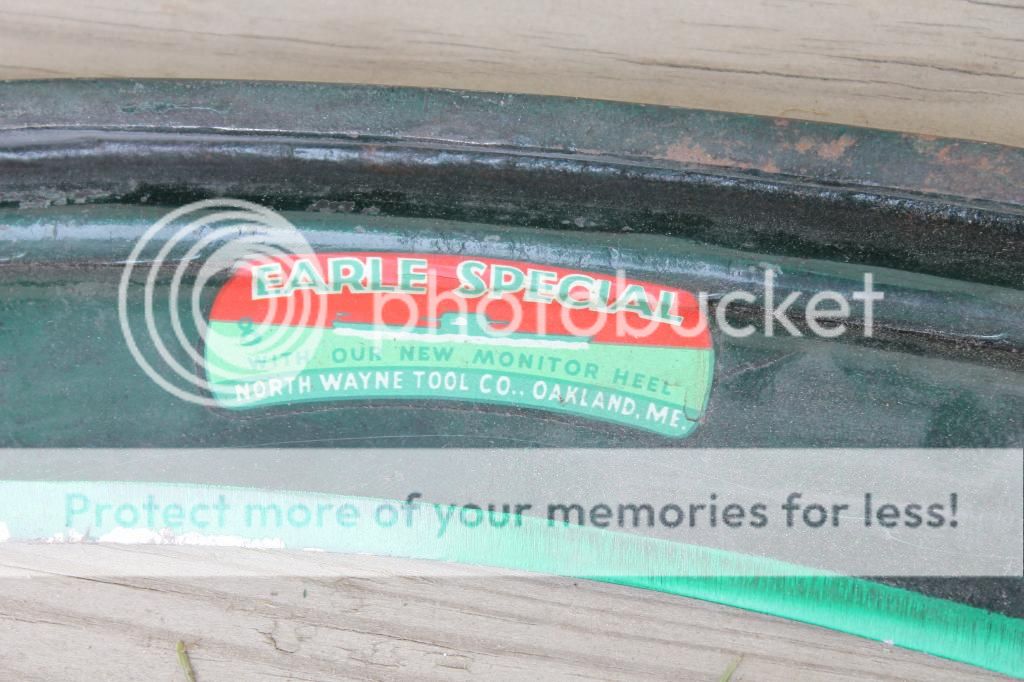 EARLE SPECIAL
photobucket
WITH OUR NEW MONITOR HEEL
NORTH WAYNE TOOL CO., OAKLAND, ME.
Protect more of your memories for less!